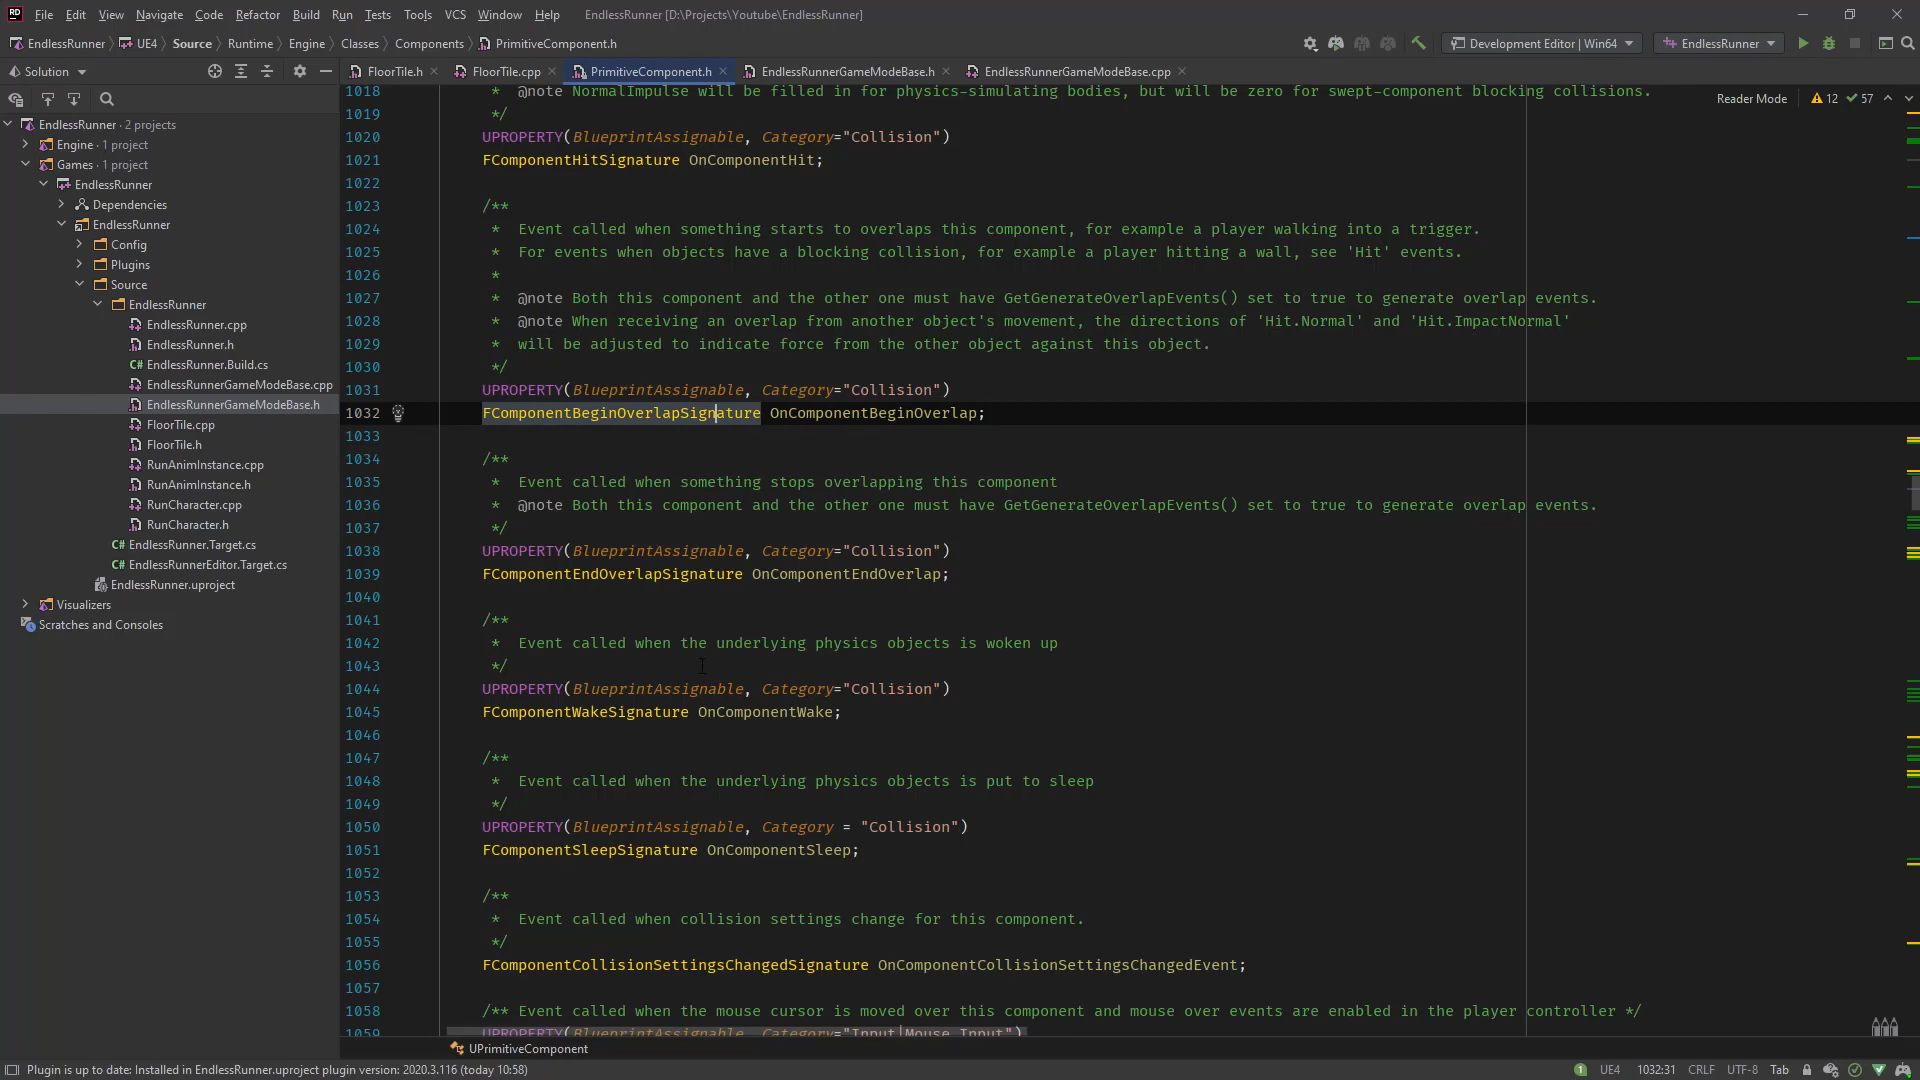 RD File Edit View Navigate Code Refactor Build Run Tests Tools VCS Window Help EndlessRunner [D:\Projects\Youtube\EndlessRunner]
EndlessRunner UE4 Source Runtime Engine Classes Components PrimitiveComponent.h Development Editor | Win64 EndlessRunner
Solution FloorTile.h FloorTile.cpp PrimitiveComponent.h EndlessRunnerGameModeBase.h EndlessRunnerGameModeBase.cpp
Reader Mode 12 57
EndlessRunner · 2 projects
Engine · 1 project
Games · 1 project
EndlessRunner
Dependencies
EndlessRunner
Config
Plugins
Source
EndlessRunner
EndlessRunner.cpp
EndlessRunner.h
C# EndlessRunner.Build.cs
EndlessRunnerGameModeBase.cpp
EndlessRunnerGameModeBase.h
FloorTile.cpp
FloorTile.h
RunAnimInstance.cpp
RunAnimInstance.h
RunCharacter.cpp
RunCharacter.h
C# EndlessRunner.Target.cs
C# EndlessRunnerEditor.Target.cs
EndlessRunner.uproject
Visualizers
Scratches and Consoles
1018 * @note NormalImpulse will be filled in for physics-simulating bodies, but will be zero for swept-component blocking collisions.
1019 */
1020 UPROPERTY(BlueprintAssignable, Category="Collision")
1021 FComponentHitSignature OnComponentHit;
1022
1023 /**
1024 * Event called when something starts to overlaps this component, for example a player walking into a trigger.
1025 * For events when objects have a blocking collision, for example a player hitting a wall, see 'Hit' events.
1026 *
1027 * @note Both this component and the other one must have GetGenerateOverlapEvents() set to true to generate overlap events.
1028 * @note When receiving an overlap from another object's movement, the directions of 'Hit.Normal' and 'Hit.ImpactNormal'
1029 * will be adjusted to indicate force from the other object against this object.
1030 */
1031 UPROPERTY(BlueprintAssignable, Category="Collision")
1032 FComponentBeginOverlapSignature OnComponentBeginOverlap;
1033
1034 /**
1035 * Event called when something stops overlapping this component
1036 * @note Both this component and the other one must have GetGenerateOverlapEvents() set to true to generate overlap events.
1037 */
1038 UPROPERTY(BlueprintAssignable, Category="Collision")
1039 FComponentEndOverlapSignature OnComponentEndOverlap;
1040
1041 /**
1042 * Event called when the underlying physics objects is woken up
1043 */
1044 UPROPERTY(BlueprintAssignable, Category="Collision")
1045 FComponentWakeSignature OnComponentWake;
1046
1047 /**
1048 * Event called when the underlying physics objects is put to sleep
1049 */
1050 UPROPERTY(BlueprintAssignable, Category = "Collision")
1051 FComponentSleepSignature OnComponentSleep;
1052
1053 /**
1054 * Event called when collision settings change for this component.
1055 */
1056 FComponentCollisionSettingsChangedSignature OnComponentCollisionSettingsChangedEvent;
1057
1058 /** Event called when the mouse cursor is moved over this component and mouse over events are enabled in the player controller */
1059 UPROPERTY(BlueprintAssignable, Category="Input|Mouse Input")
UPrimitiveComponent
Plugin is up to date: Installed in EndlessRunner.uproject plugin version: 2020.3.116 (today 10:58) 1 UE4 1032:31 CRLF UTF-8 Tab